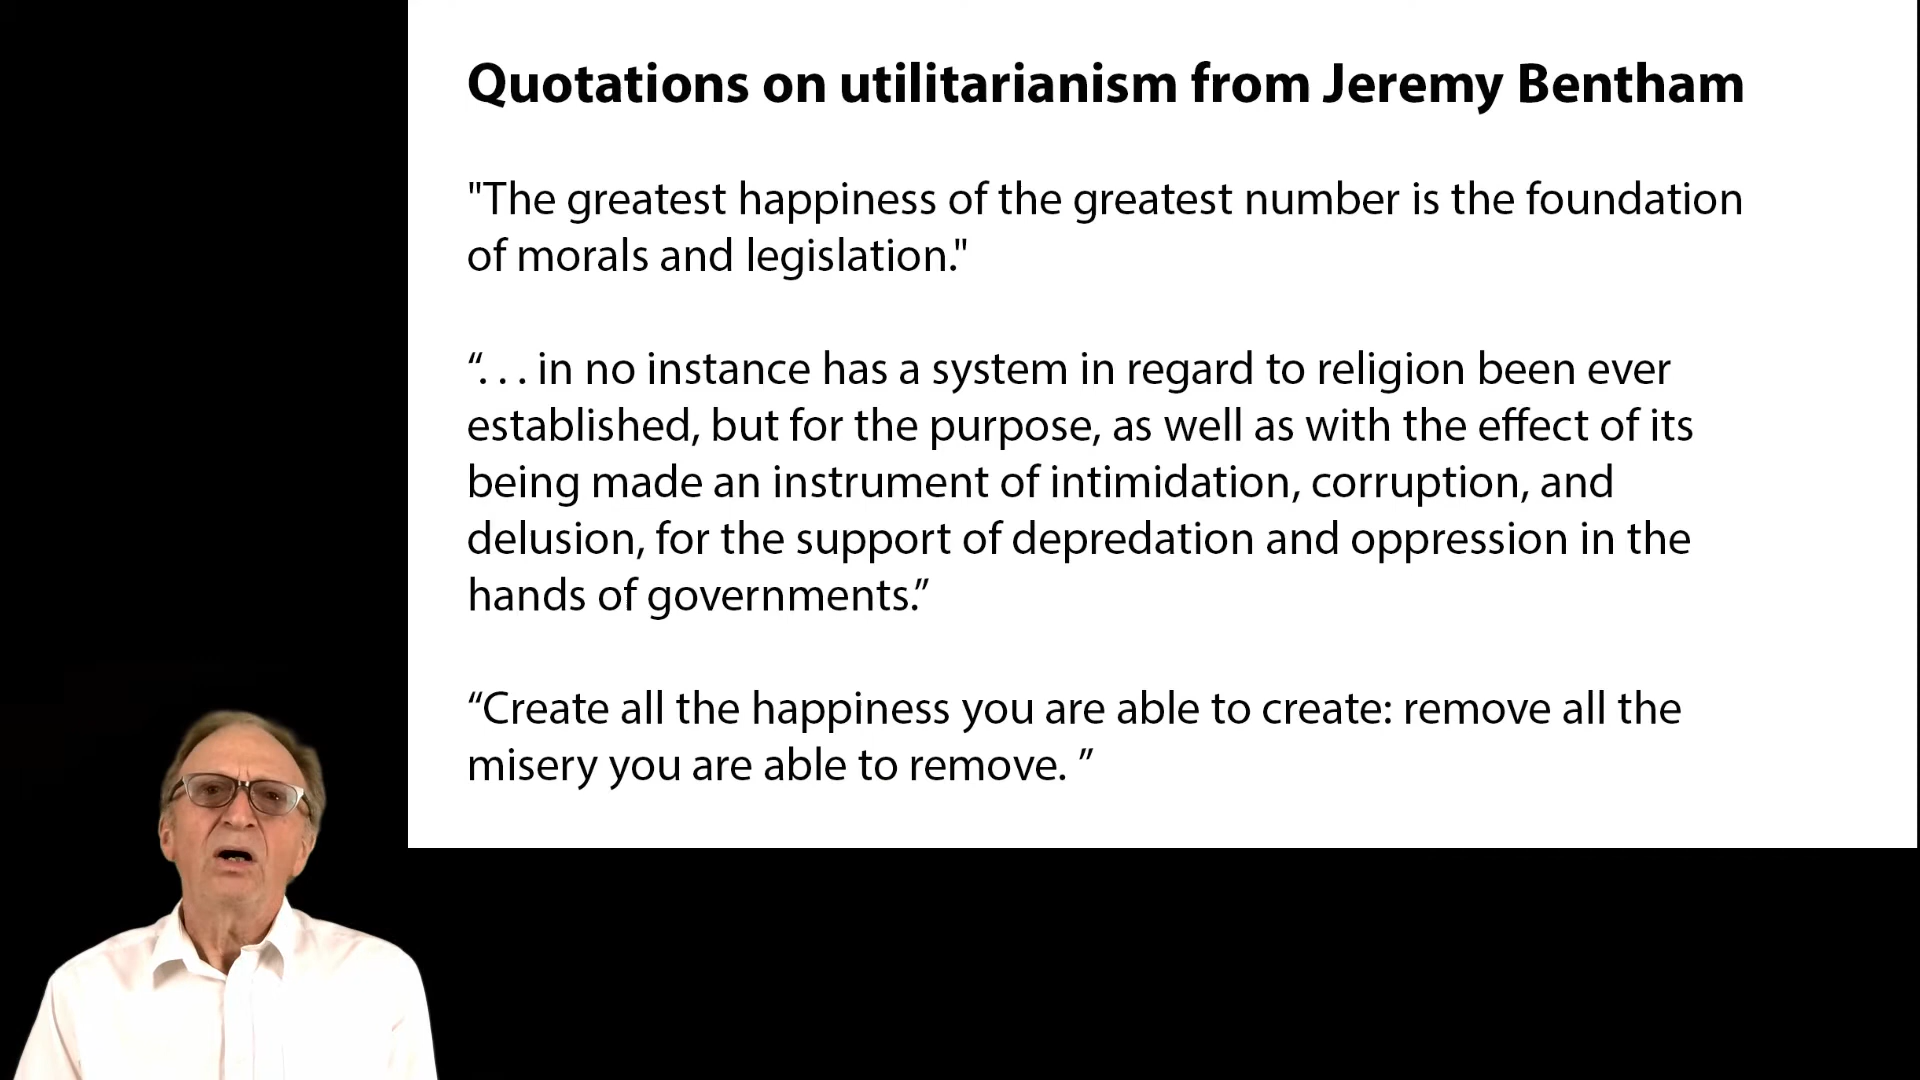 Quotations on utilitarianism from Jeremy Bentham
"The greatest happiness of the greatest number is the foundation
of morals and legislation."
“. . . in no instance has a system in regard to religion been ever
established, but for the purpose, as well as with the effect of its
being made an instrument of intimidation, corruption, and
delusion, for the support of depredation and oppression in the
hands of governments.”
“Create all the happiness you are able to create: remove all the
misery you are able to remove. ”